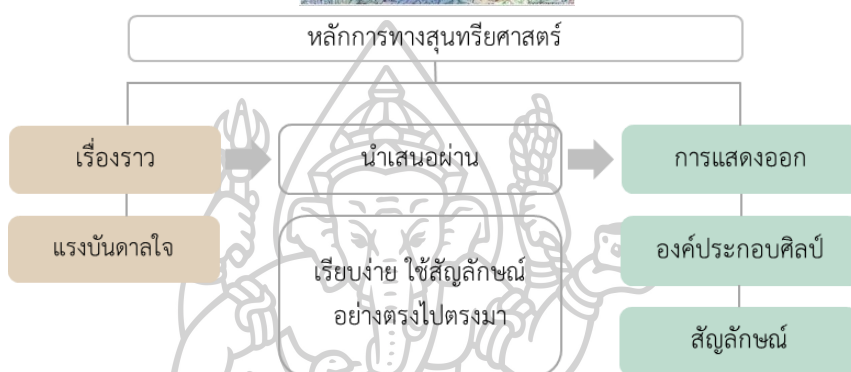 หลักการทางสุนทรียศาสตร์
เรื่องราว
นำเสนอผ่าน
การแสดงออก
แรงบันดาลใจ
เรียบง่าย ใช้สัญลักษณ์
อย่างตรงไปตรงมา
องค์ประกอบศิลป์
สัญลักษณ์